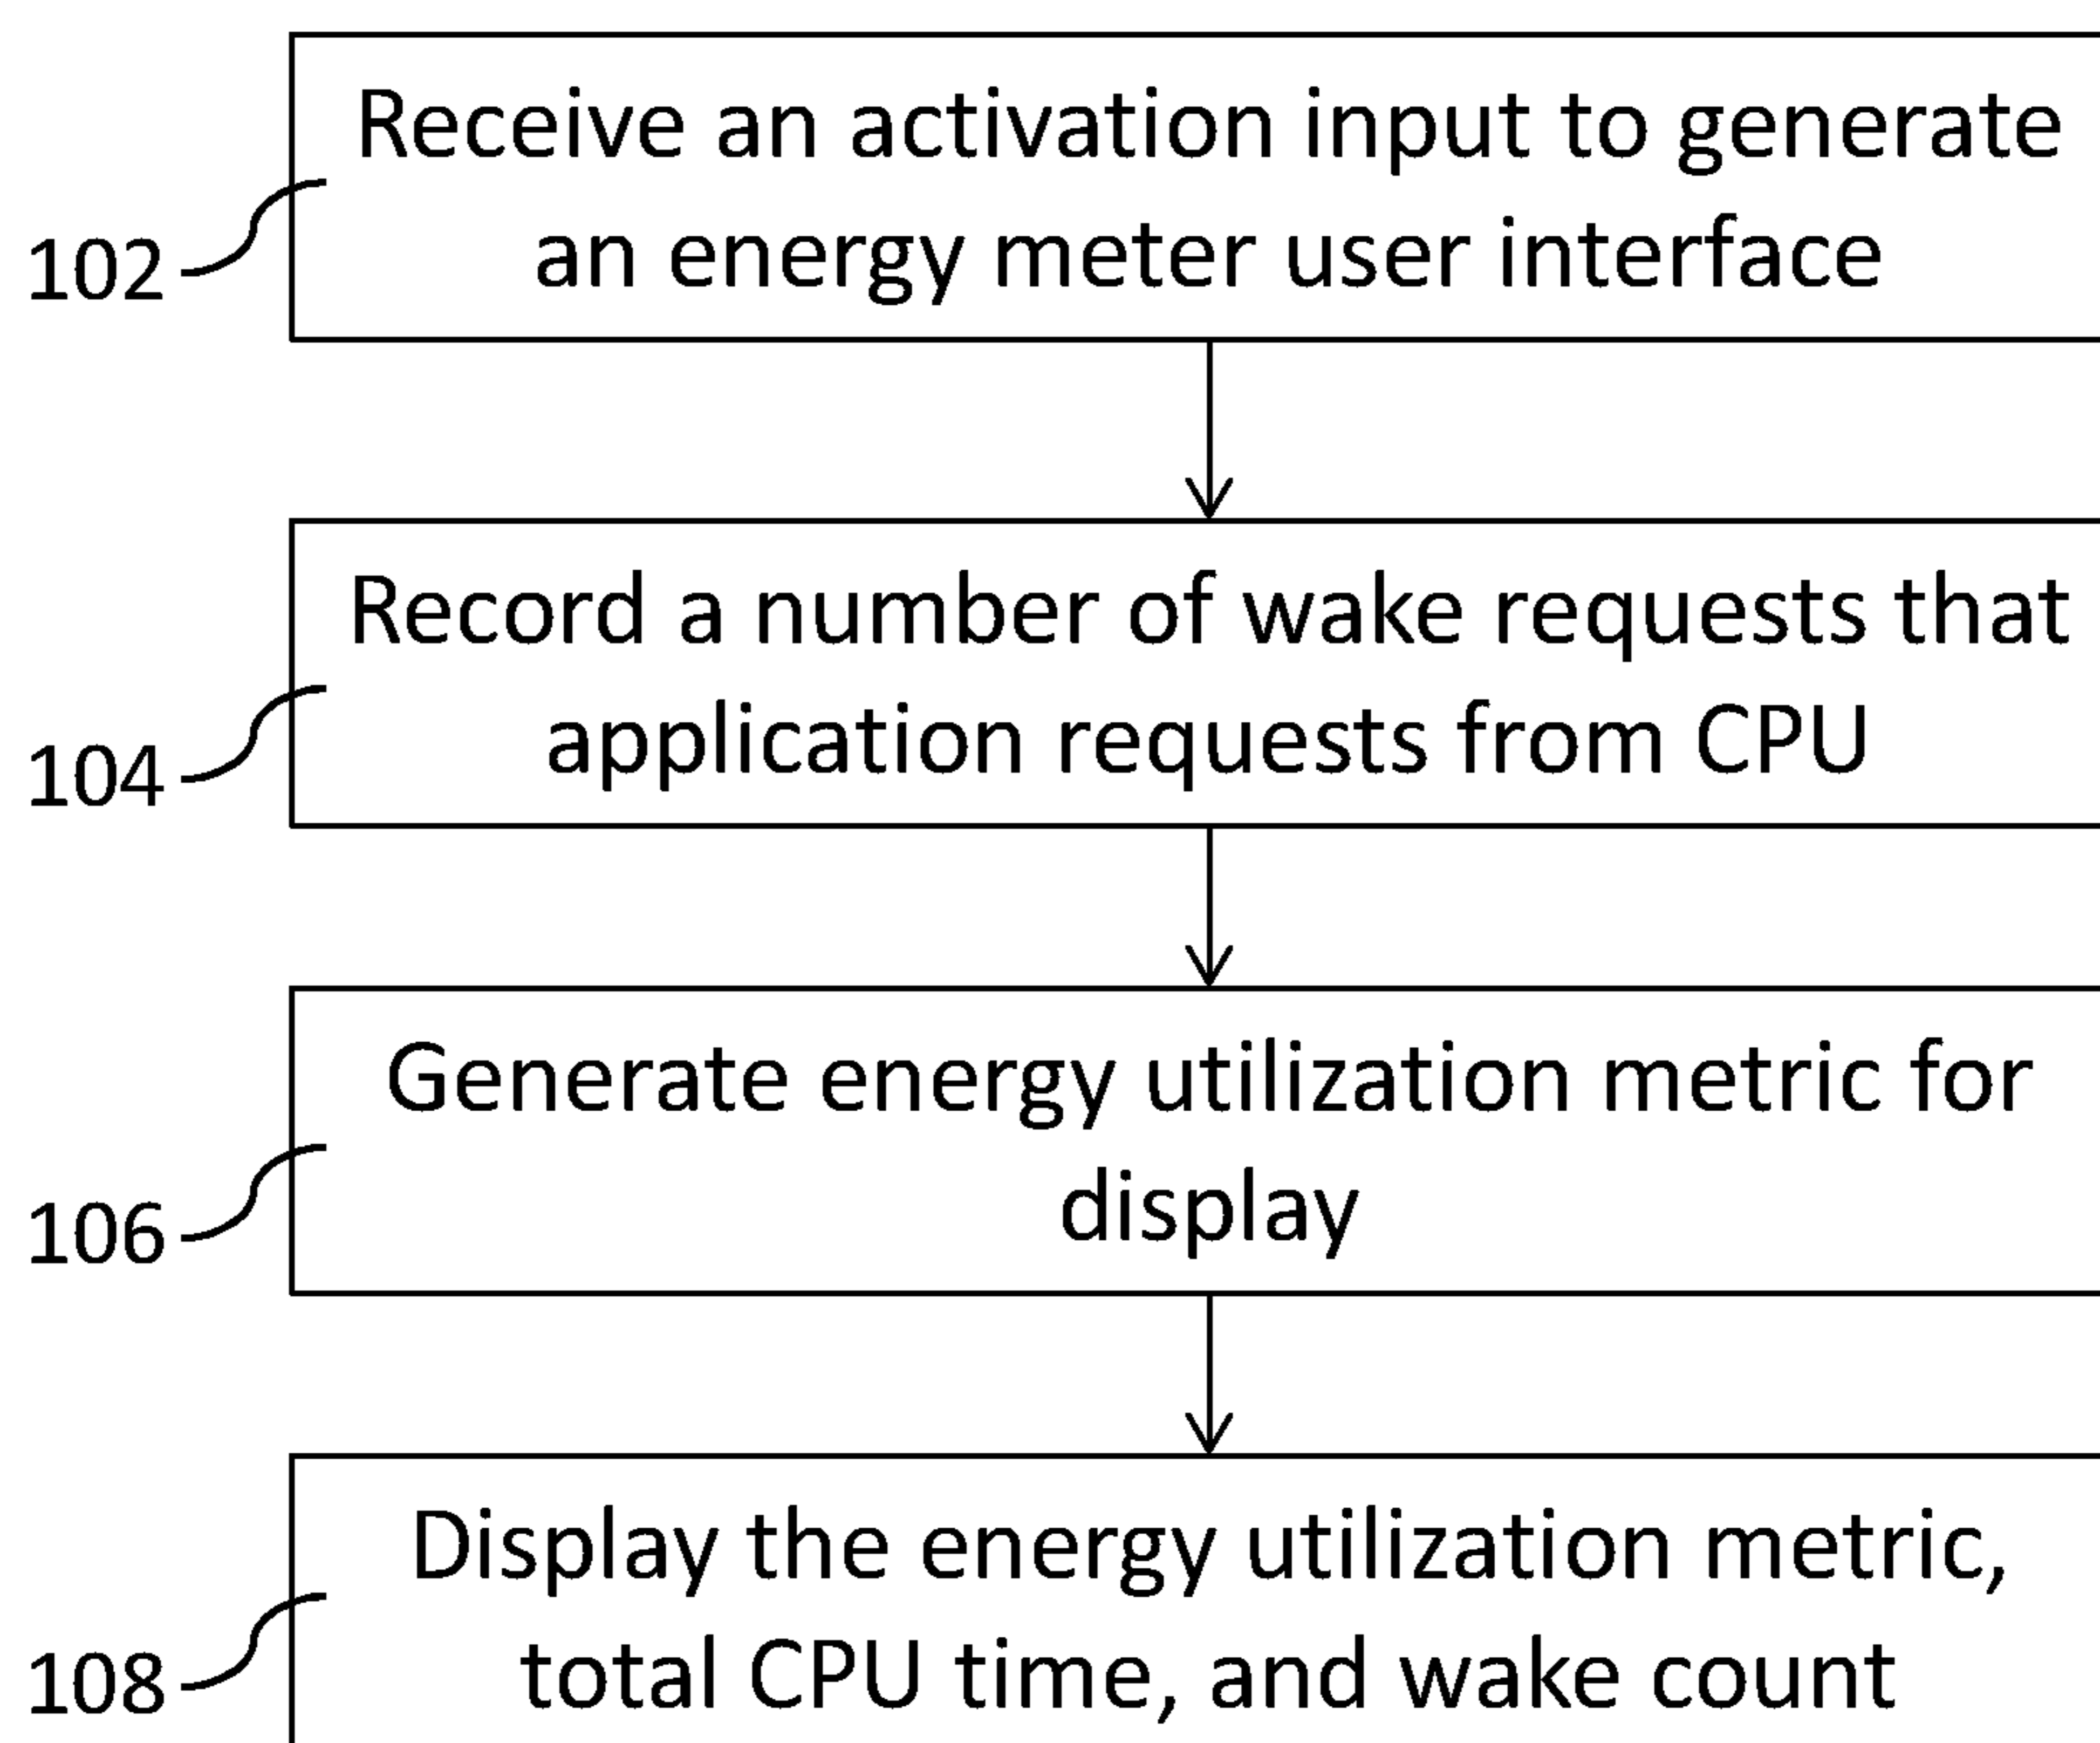 Receive an activation input to generate
an energy meter user interface
102
Record a number of wake requests that
application requests from CPU
104
Generate energy utilization metric for
display
106
Display the energy utilization metric,
total CPU time, and wake count
108